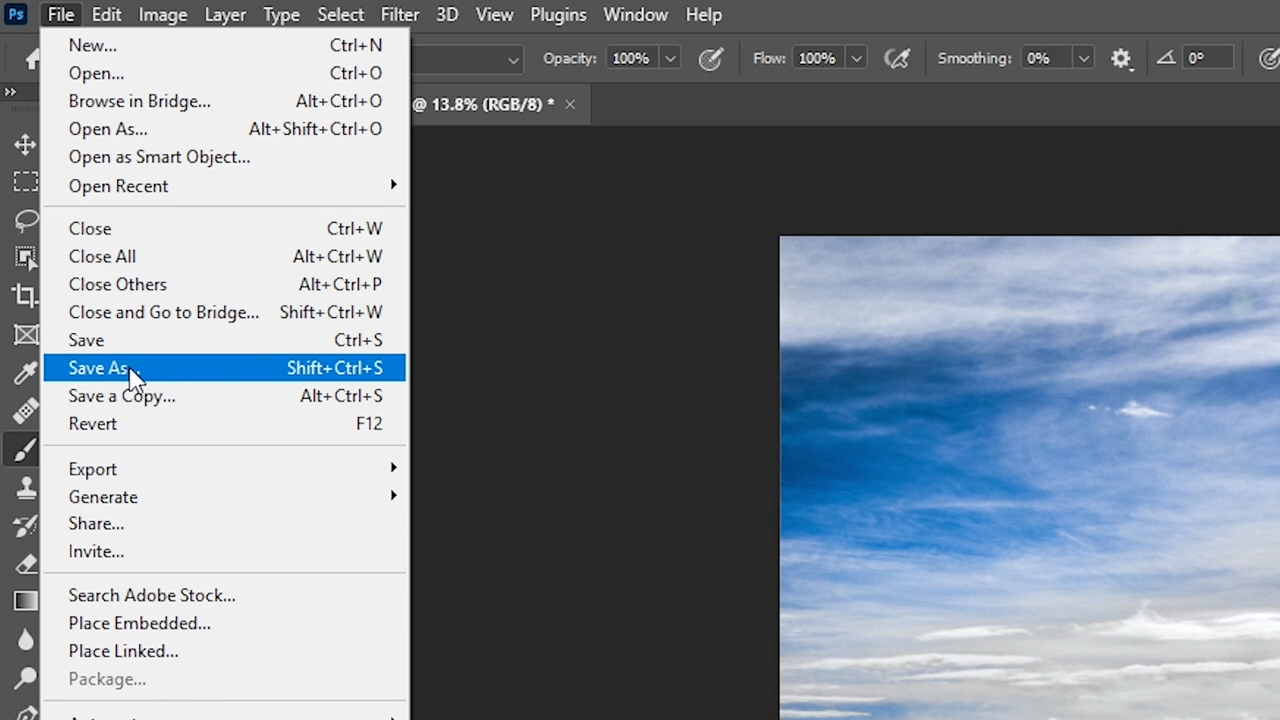 Ps File Edit Image Layer Type Select Filter 3D View Plugins Window Help
Opacity: 100% Flow: 100% Smoothing: 0% 0°
@ 13.8% (RGB/8) *
New... Ctrl+N
Open... Ctrl+O
Browse in Bridge... Alt+Ctrl+O
Open As... Alt+Shift+Ctrl+O
Open as Smart Object...
Open Recent
Close Ctrl+W
Close All Alt+Ctrl+W
Close Others Alt+Ctrl+P
Close and Go to Bridge... Shift+Ctrl+W
Save Ctrl+S
Save As... Shift+Ctrl+S
Save a Copy... Alt+Ctrl+S
Revert F12
Export
Generate
Share...
Invite...
Search Adobe Stock...
Place Embedded...
Place Linked...
Package...